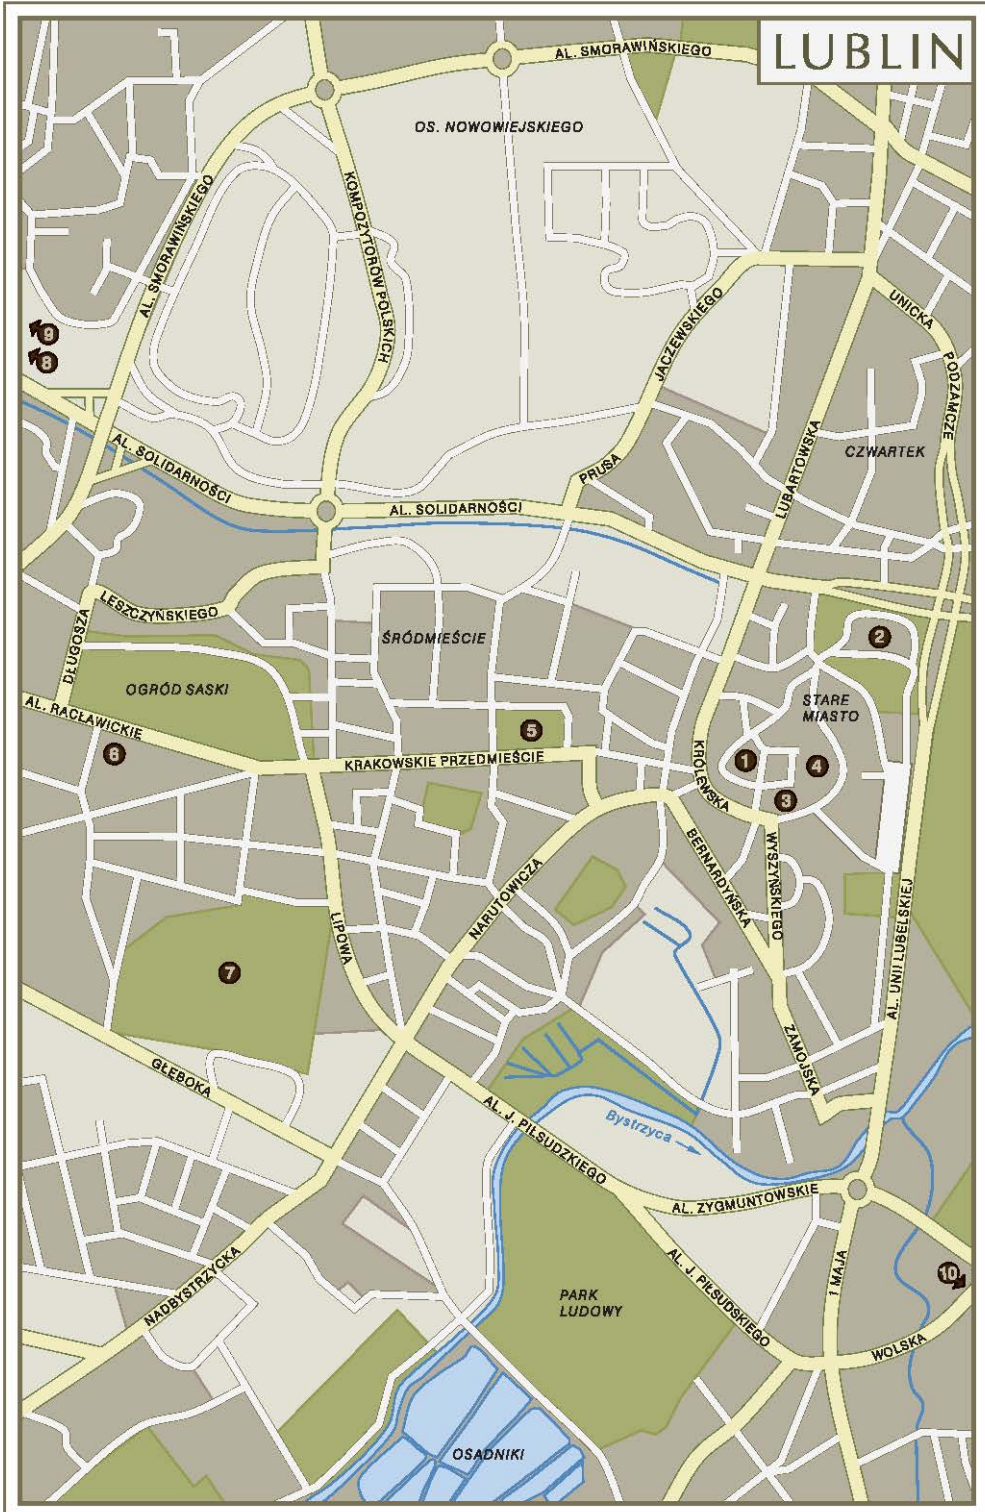 LUBLIN
AL. SMORAWIŃSKIEGO
OS. NOWOWIEJSKIEGO
AL. SMORAWIŃSKIEGO
KOMPOZYTORÓW POLSKICH
JACZEWSKIEGO
UNICKA
PODZAMCZE
9
8
LUBARTOWSKA
CZWARTEK
AL. SOLIDARNOŚCI
PRUSA
AL. SOLIDARNOŚCI
LESZCZYŃSKIEGO
DŁUGOSZA
ŚRÓDMIEŚCIE
2
OGRÓD SASKI
STARE
MIASTO
AL. RACŁAWICKIE
6
5
KRAKOWSKIE PRZEDMIEŚCIE
1
4
KRÓLEWSKA
3
BERNARDYŃSKA
WYSZYŃSKIEGO
NARUTOWICZA
LIPOWA
7
AL. UNII LUBELSKIEJ
ZAMOJSKA
GŁEBOKA
AL. J. PIŁSUDZKIEGO
Bystrzyca
AL. ZYGMUNTOWSKIE
NADBYSTRZYCKA
AL. J. PIŁSUDSKIEGO
1 MAJA
10
PARK
LUDOWY
WOLSKA
OSADNIKI